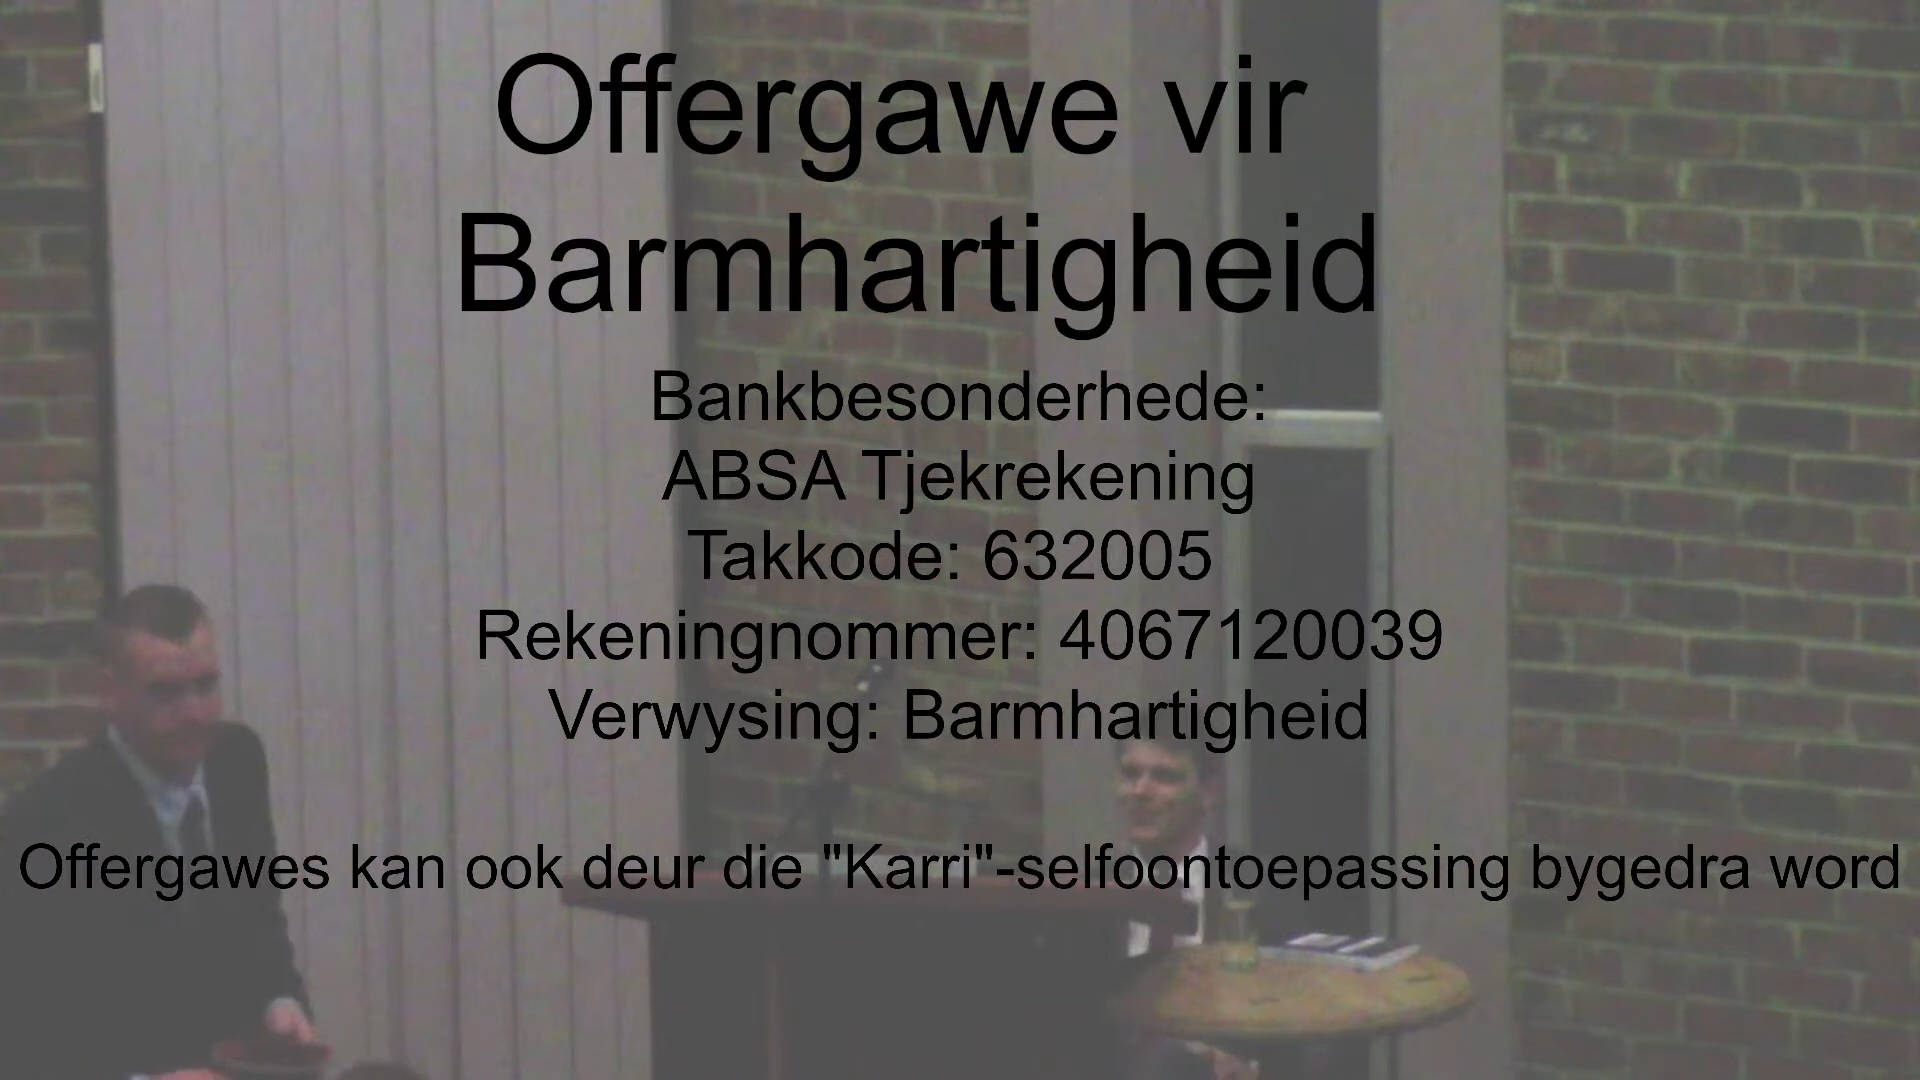 Offergawe vir
Barmhartigheid
Bankbesonderhede:
ABSA Tjekrekening
Takkode: 632005
Rekeningnommer: 4067120039
Verwysing: Barmhartigheid
Offergawes kan ook deur die "Karri"-selfoontoepassing bygedra word